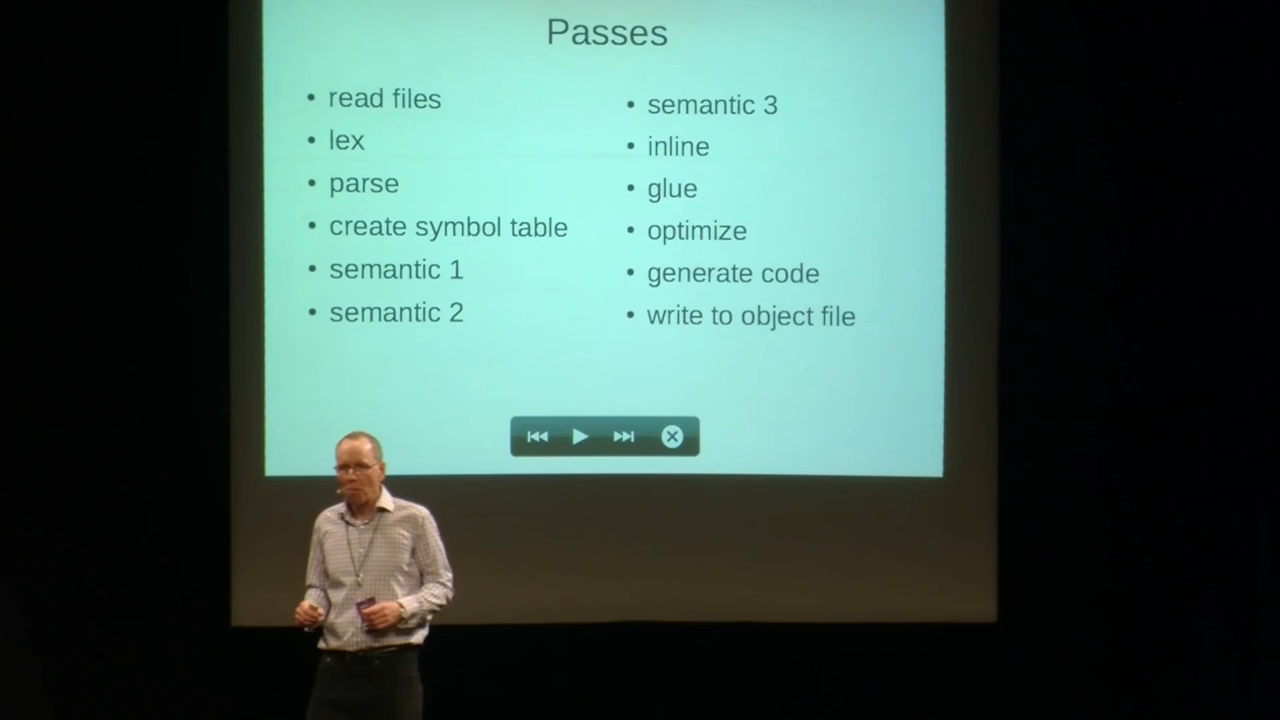 Passes
• read files
• lex
• parse
• create symbol table
• semantic 1
• semantic 2
• semantic 3
• inline
• glue
• optimize
• generate code
• write to object file